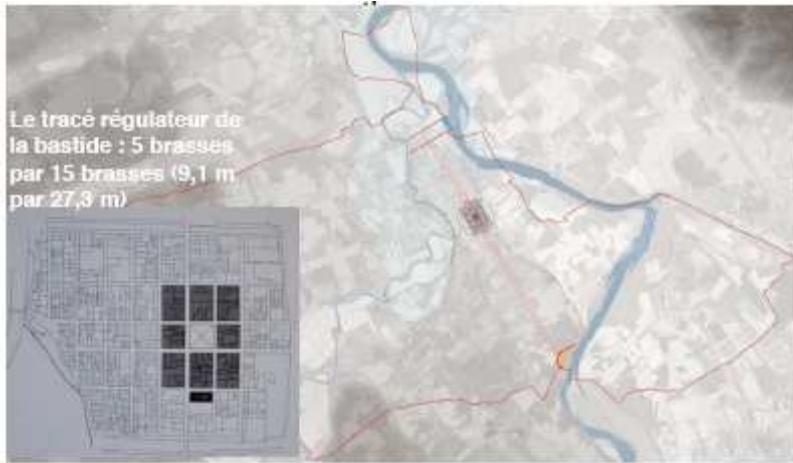 Le tracé régulateur de
la bastide : 5 brasses
par 15 brasses (9,1 m
par 27,3 m)